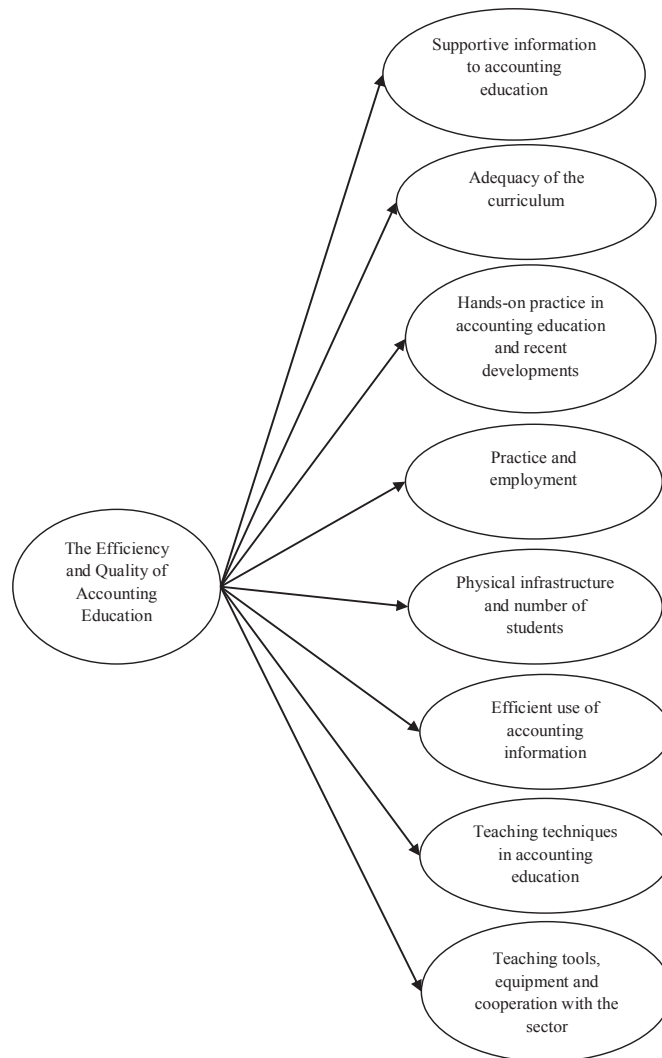 Supportive information
to accounting
education
Adequacy of the
curriculum
Hands-on practice in
accounting education
and recent
developments
Practice and
employment
The Efficiency
and Quality of
Accounting
Education
Physical infrastructure
and number of
students
Efficient use of
accounting
information
Teaching techniques
in accounting
education
Teaching tools,
equipment and
cooperation with the
sector